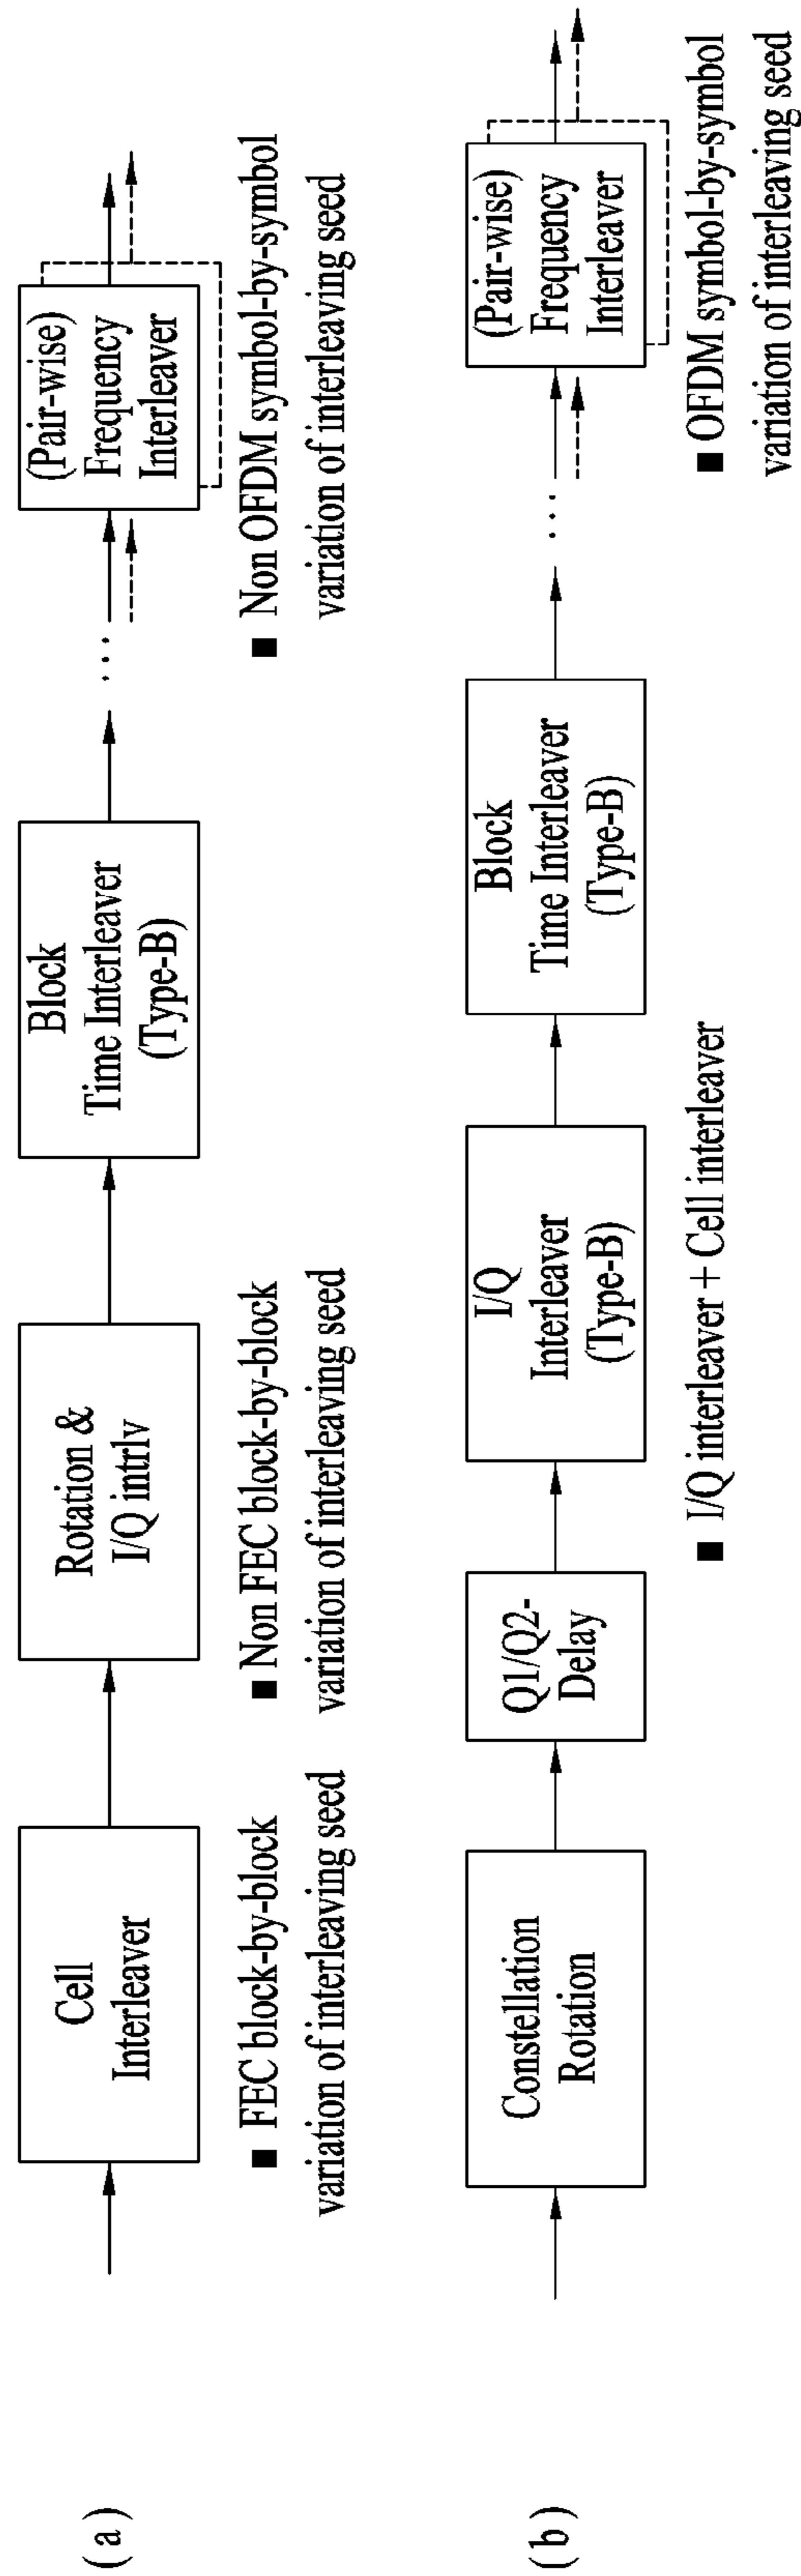 (a)
Cell
Interleaver
■ FEC block-by-block
variation of interleaving seed
Rotation &
I/Q intrlv
■ Non FEC block-by-block
variation of interleaving seed
Block
Time Interleaver
(Type-B)
...
(Pair-wise)
Frequency
Interleaver
■ Non OFDM symbol-by-symbol
variation of interleaving seed
(b)
Constellation
Rotation
Q1/Q2-
Delay
I/Q
Interleaver
(Type-B)
■ I/Q interleaver + Cell interleaver
Block
Time Interleaver
(Type-B)
...
(Pair-wise)
Frequency
Interleaver
■ OFDM symbol-by-symbol
variation of interleaving seed